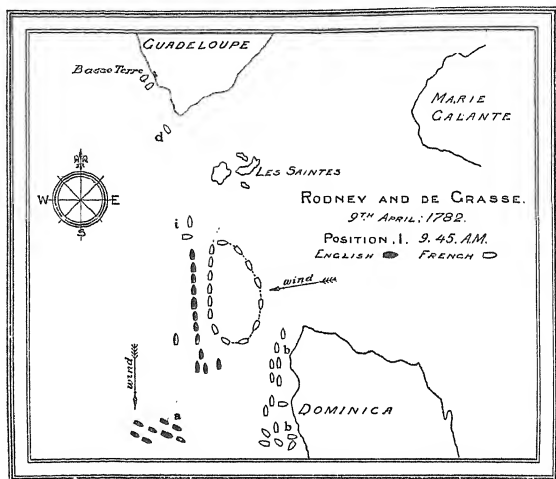 GUADELOUPE
Basse Terre
d
MARIE
GALANTE
LES SAINTES
W E
S
RODNEY AND DE GRASSE.
9TH APRIL: 1782.
POSITION. I. 9.45. A.M.
ENGLISH FRENCH
i
wind
wind
b
a
DOMINICA
b